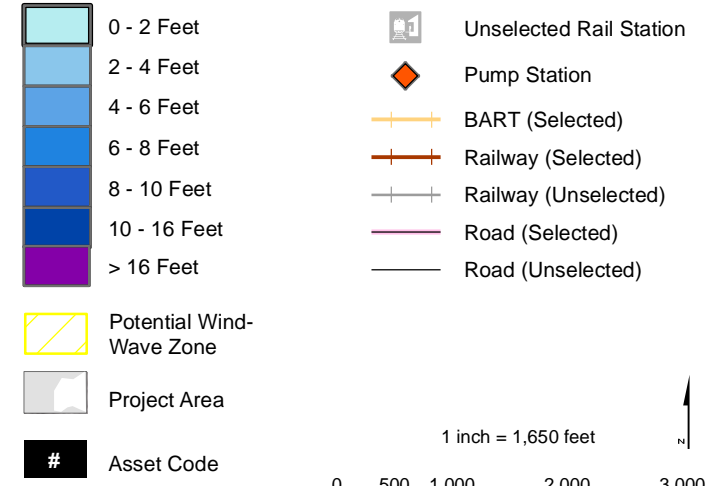 0 - 2 Feet
2 - 4 Feet
4 - 6 Feet
6 - 8 Feet
8 - 10 Feet
10 - 16 Feet
> 16 Feet
Potential Wind-
Wave Zone
Project Area
# Asset Code
Unselected Rail Station
Pump Station
BART (Selected)
Railway (Selected)
Railway (Unselected)
Road (Selected)
Road (Unselected)
1 inch = 1,650 feet
N
0 500 1,000 2,000 3,000